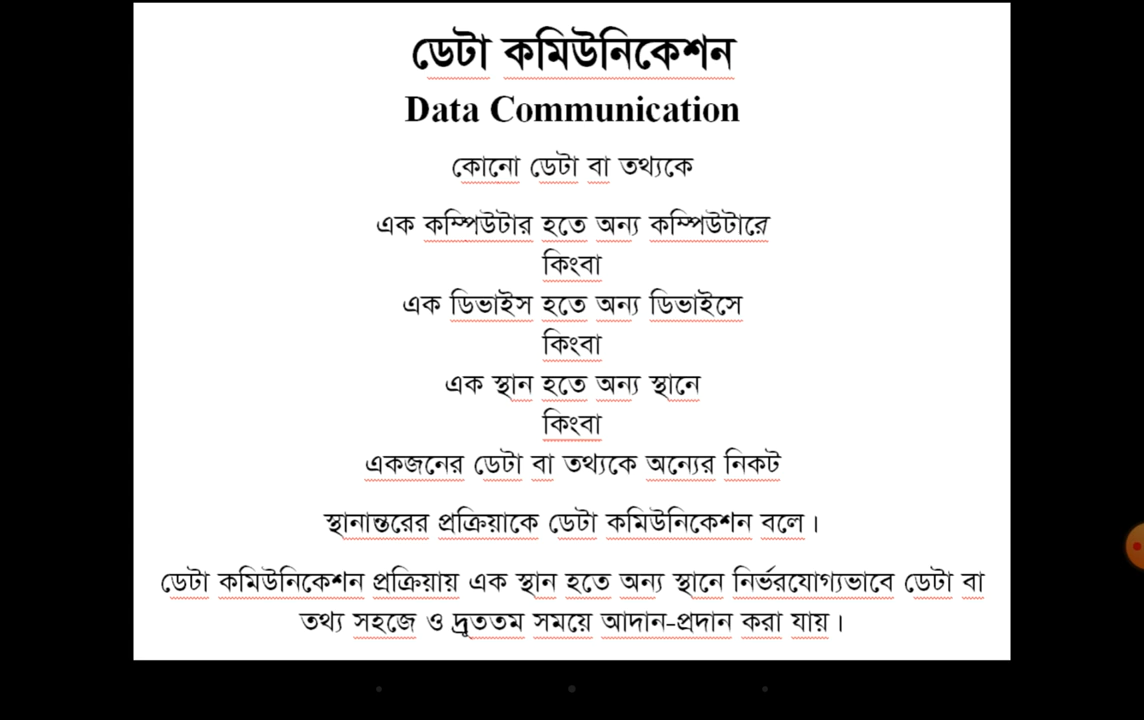 ডেটা কমিউনিকেশন
Data Communication
কোনো ডেটা বা তথ্যকে
এক কম্পিউটার হতে অন্য কম্পিউটারে
কিংবা
এক ডিভাইস হতে অন্য ডিভাইসে
কিংবা
এক স্থান হতে অন্য স্থানে
কিংবা
একজনের ডেটা বা তথ্যকে অন্যের নিকট
স্থানান্তরের প্রক্রিয়াকে ডেটা কমিউনিকেশন বলে।
ডেটা কমিউনিকেশন প্রক্রিয়ায় এক স্থান হতে অন্য স্থানে নির্ভরযোগ্যভাবে ডেটা বা
তথ্য সহজে ও দ্রূততম সময়ে আদান-প্রদান করা যায়।